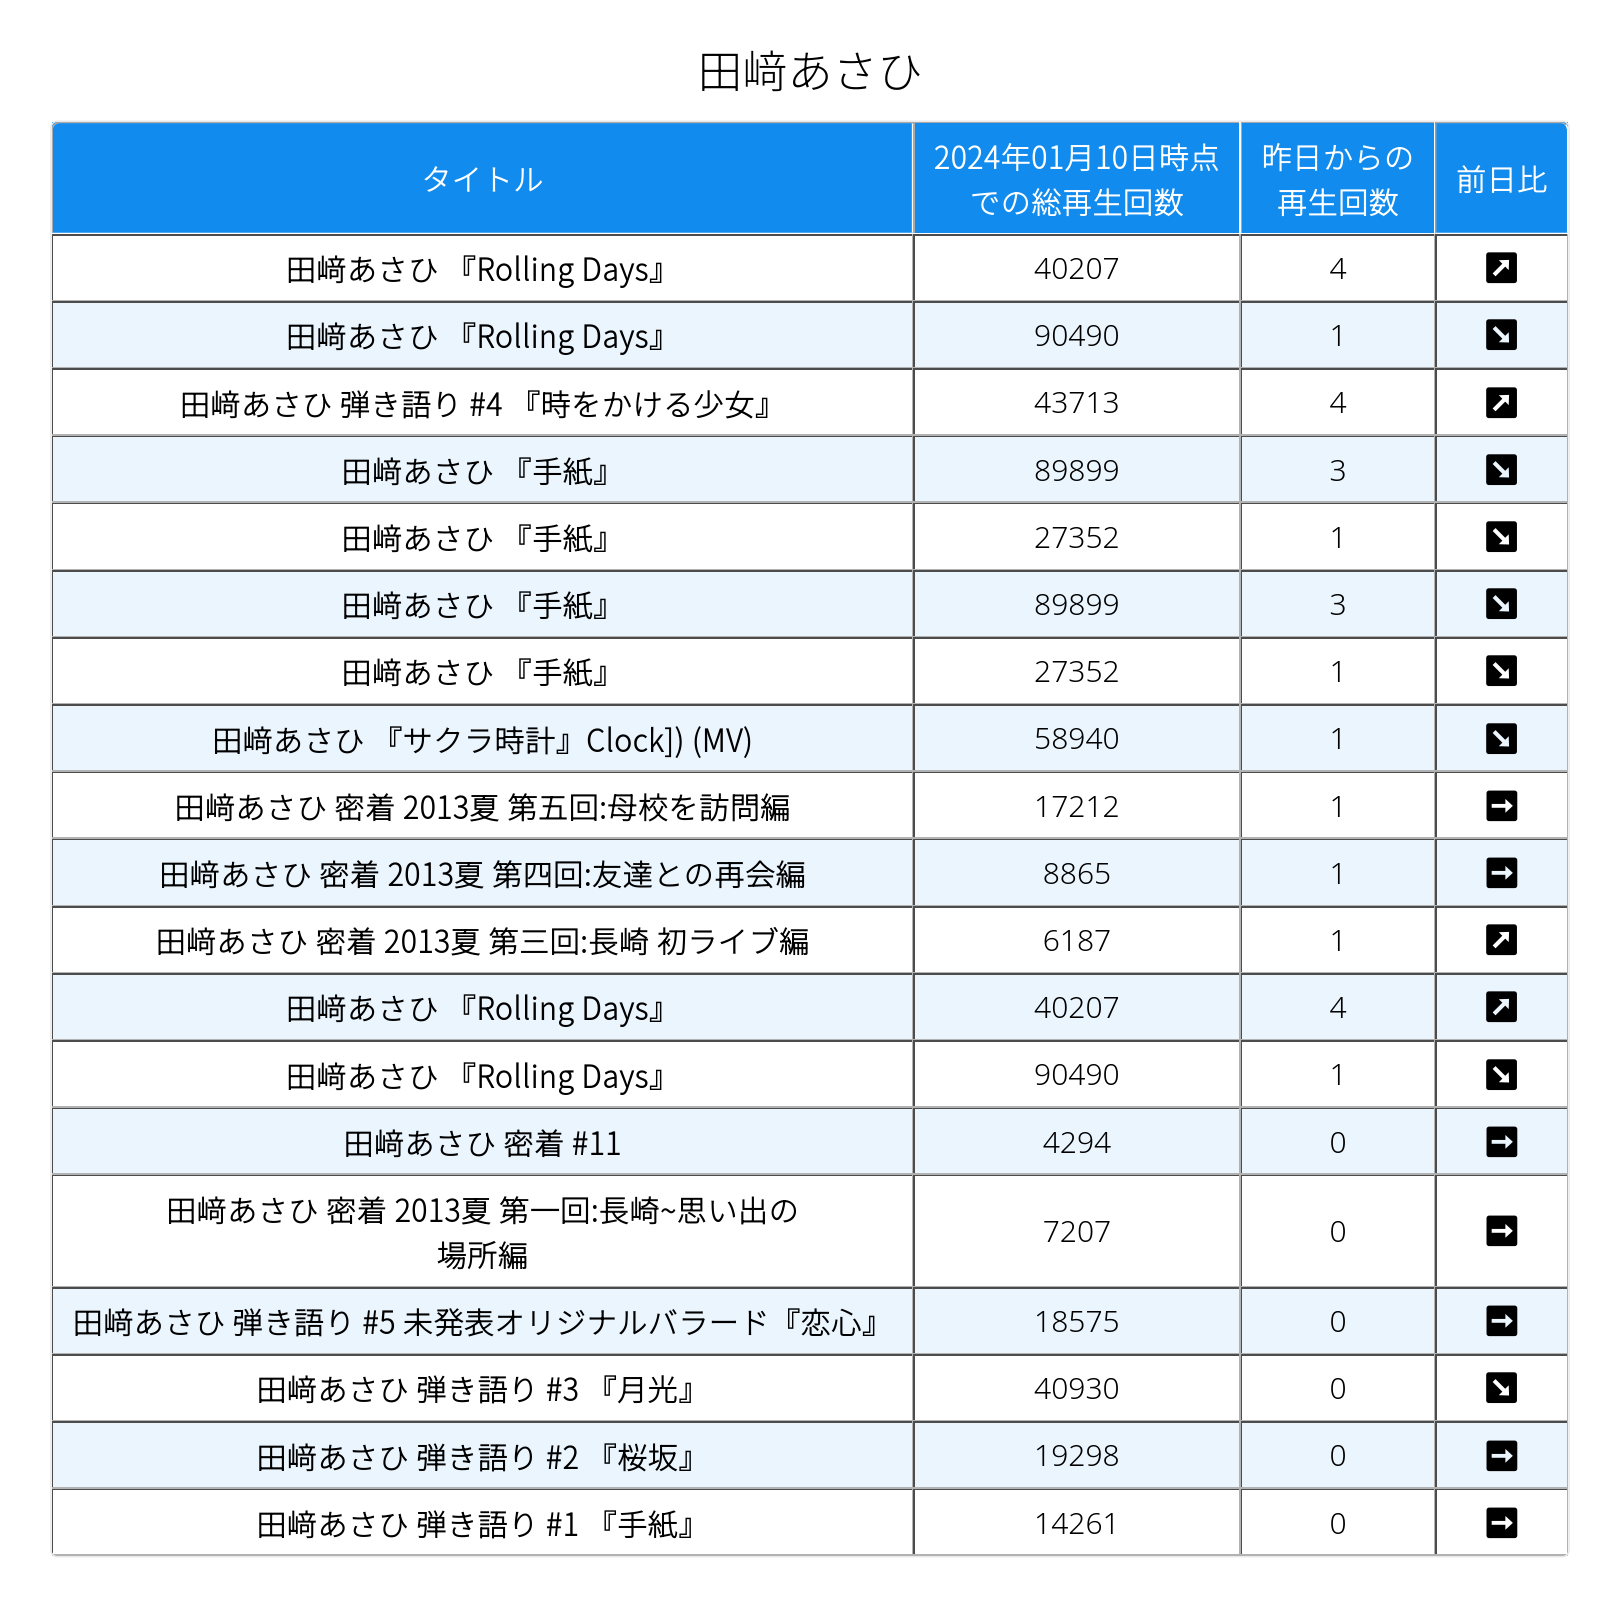 田﨑あさひ
タイトル
2024年01月10日時点
での総再生回数
昨日からの
再生回数
前日比
田﨑あさひ 『Rolling Days』 40207 4 ↗
田﨑あさひ 『Rolling Days』 90490 1 ↘
田﨑あさひ 弾き語り #4 『時をかける少女』 43713 4 ↗
田﨑あさひ 『手紙』 89899 3 ↘
田﨑あさひ 『手紙』 27352 1 ↘
田﨑あさひ 『手紙』 89899 3 ↘
田﨑あさひ 『手紙』 27352 1 ↘
田﨑あさひ 『サクラ時計』Clock]) (MV) 58940 1 ↘
田﨑あさひ 密着 2013夏 第五回:母校を訪問編 17212 1 →
田﨑あさひ 密着 2013夏 第四回:友達との再会編 8865 1 →
田﨑あさひ 密着 2013夏 第三回:長崎 初ライブ編 6187 1 ↗
田﨑あさひ 『Rolling Days』 40207 4 ↗
田﨑あさひ 『Rolling Days』 90490 1 ↘
田﨑あさひ 密着 #11 4294 0 →
田﨑あさひ 密着 2013夏 第一回:長崎~思い出の
場所編 7207 0 →
田﨑あさひ 弾き語り #5 未発表オリジナルバラード『恋心』 18575 0 →
田﨑あさひ 弾き語り #3 『月光』 40930 0 ↘
田﨑あさひ 弾き語り #2 『桜坂』 19298 0 →
田﨑あさひ 弾き語り #1 『手紙』 14261 0 →